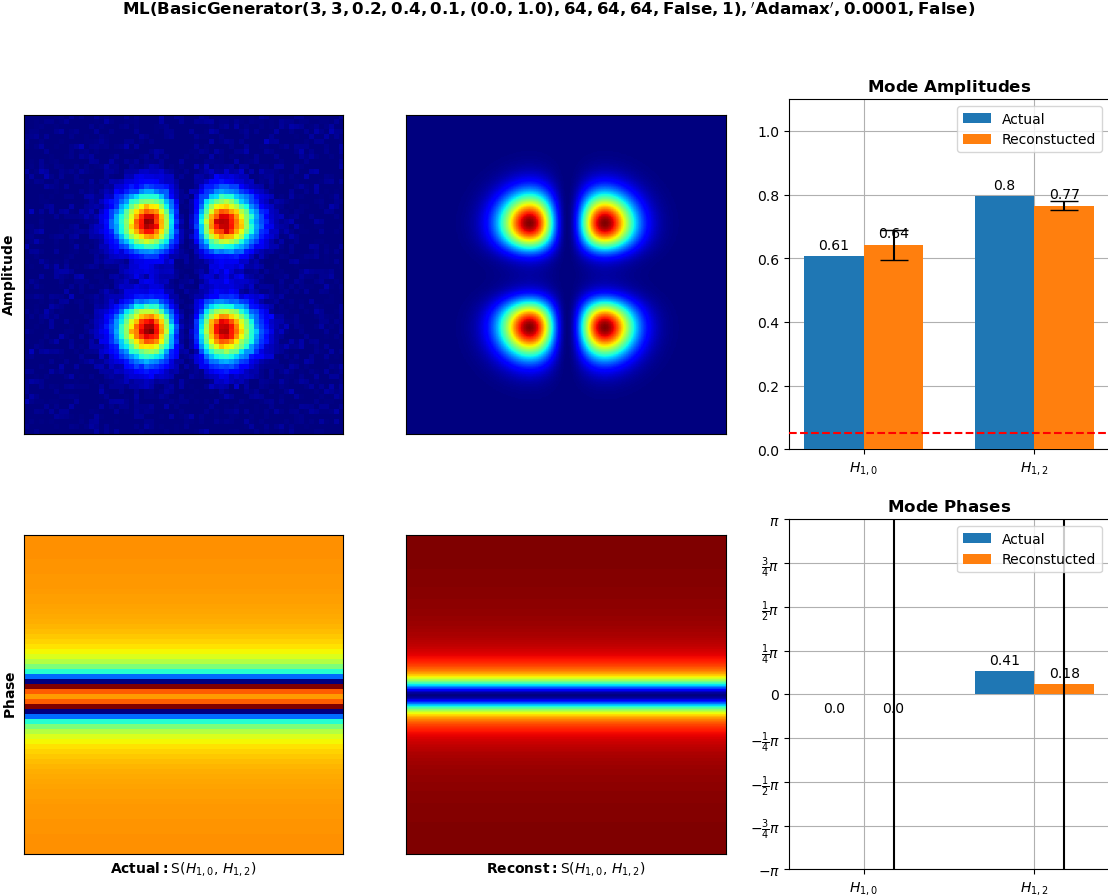 ML(BasicGenerator(3, 3, 0.2, 0.4, 0.1, (0.0, 1.0), 64, 64, 64, False, 1), ′Adamax′, 0.0001, False)
Amplitude
Mode Amplitudes
Actual
Reconstucted
1.0
0.8
0.6
0.4
0.2
0.0
0.61
0.64
0.8
0.77
H₁,₀
H₁,₂
Phase
Actual: S(H₁,₀, H₁,₂)
Reconst: S(H₁,₀, H₁,₂)
Mode Phases
Actual
Reconstucted
π
3/4π
1/2π
1/4π
0
−1/4π
−1/2π
−3/4π
−π
0.0
0.0
0.41
0.18
H₁,₀
H₁,₂